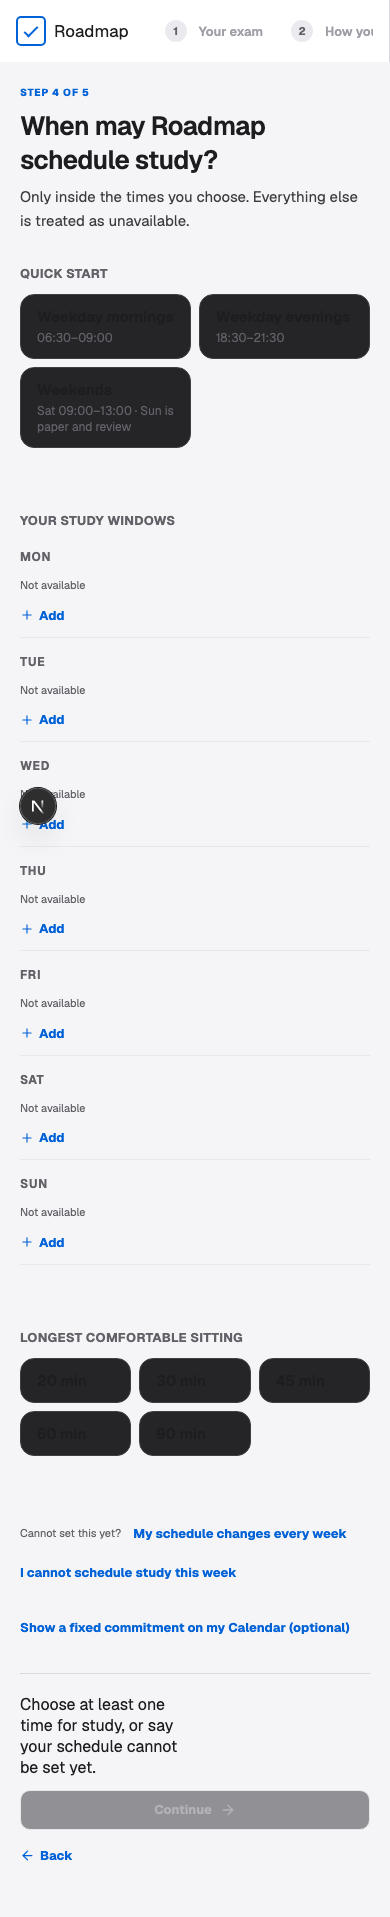 Roadmap
1 Your exam 2 How you
STEP 4 OF 5
When may Roadmap
schedule study?
Only inside the times you choose. Everything else
is treated as unavailable.
QUICK START
Weekday mornings
06:30–09:00
Weekday evenings
18:30–21:30
Weekends
Sat 09:00–13:00 · Sun is
paper and review
YOUR STUDY WINDOWS
MON
Not available
+ Add
TUE
Not available
+ Add
WED
available
N
+ Add
THU
Not available
+ Add
FRI
Not available
+ Add
SAT
Not available
+ Add
SUN
Not available
+ Add
LONGEST COMFORTABLE SITTING
20 min
30 min
45 min
60 min
90 min
Cannot set this yet? My schedule changes every week
I cannot schedule study this week
Show a fixed commitment on my Calendar (optional)
Choose at least one
time for study, or say
your schedule cannot
be set yet.
Continue →
← Back